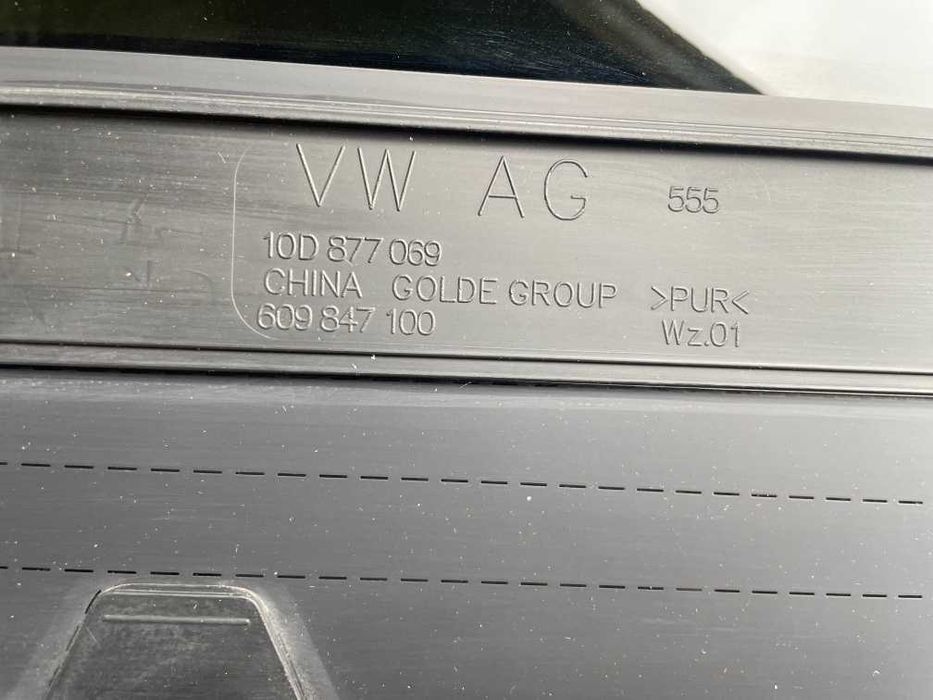 VW AG 555
10D 877 069
CHINA GOLDE GROUP >PUR<
609 847 100 Wz.01